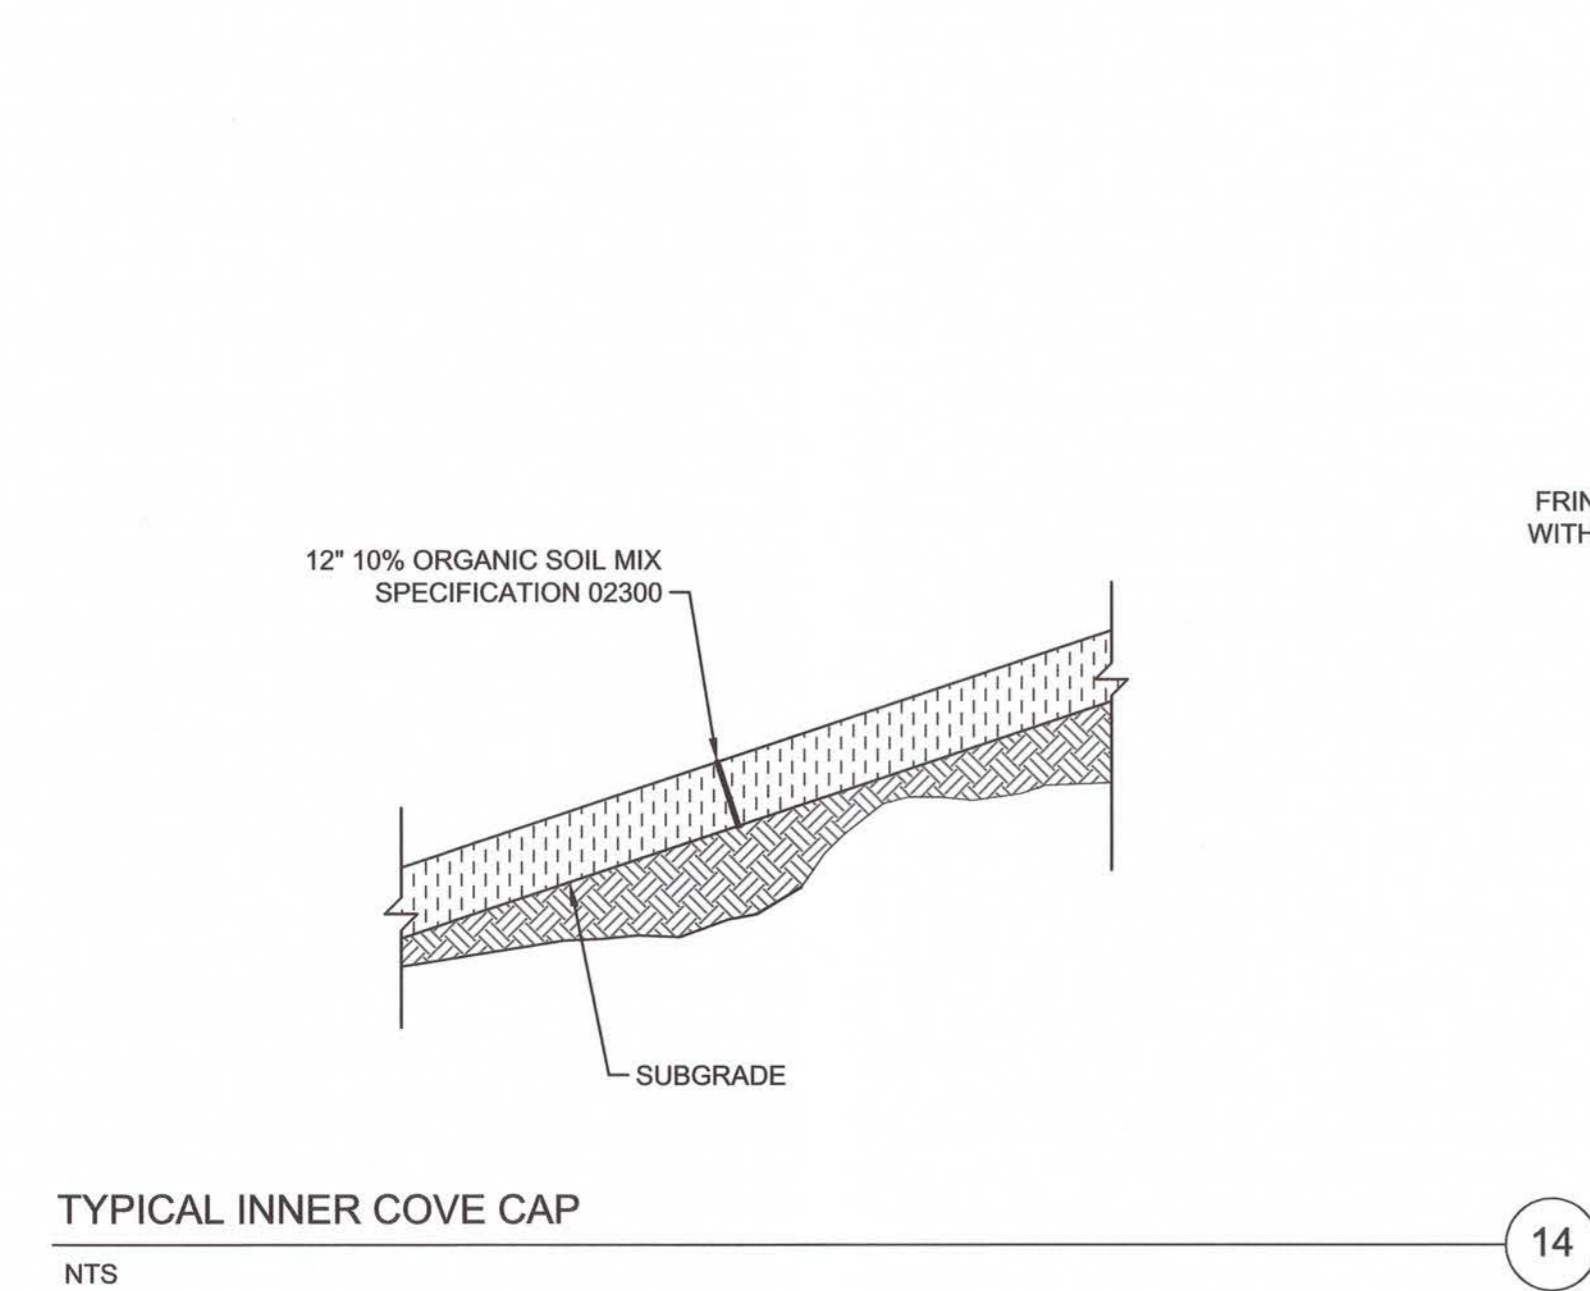 12" 10% ORGANIC SOIL MIX
SPECIFICATION 02300
SUBGRADE
TYPICAL INNER COVE CAP
NTS
14